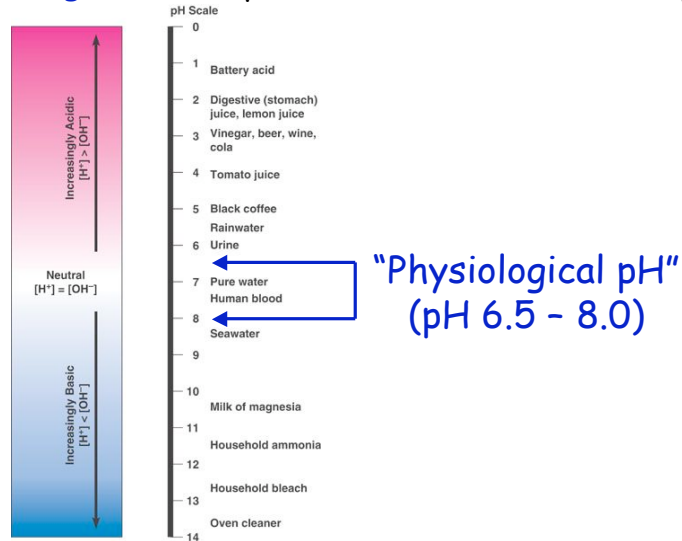 pH Scale
0
1
Battery acid
2
Digestive (stomach)
juice, lemon juice
3
Vinegar, beer, wine,
cola
4
Tomato juice
5
Black coffee
Rainwater
6
Urine
7
Pure water
Human blood
8
Seawater
9
10
Milk of magnesia
11
Household ammonia
12
Household bleach
13
Oven cleaner
14
Increasingly Acidic
[H⁺] > [OH⁻]
Neutral
[H⁺] = [OH⁻]
Increasingly Basic
[H⁺] < [OH⁻]
"Physiological pH"
(pH 6.5 – 8.0)